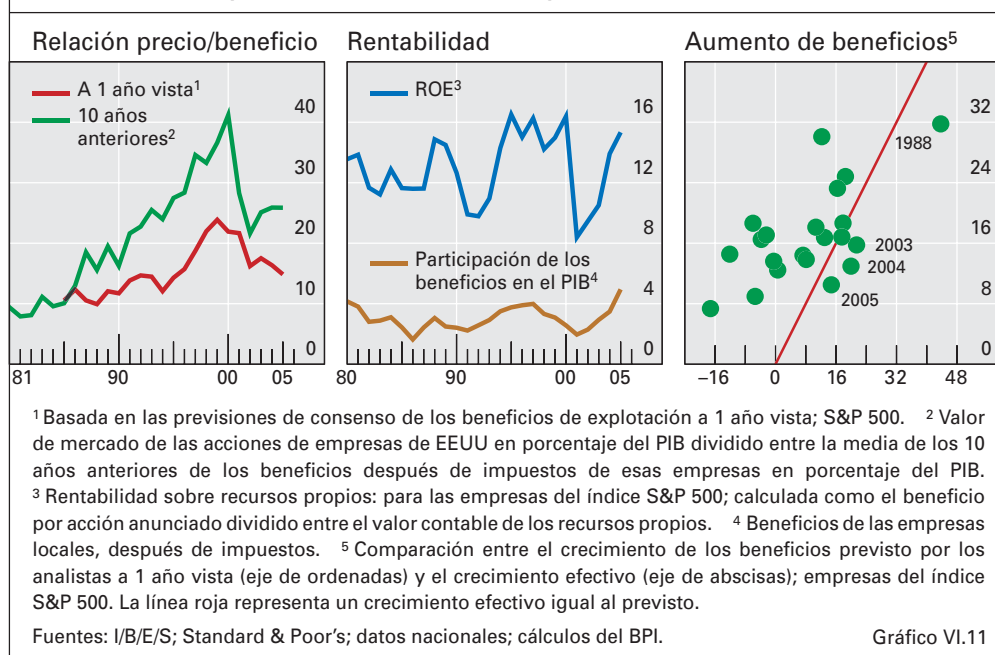 Relación precio/beneficio
A 1 año vista¹
10 años
anteriores²
40
30
20
10
0
81 90 00 05
Rentabilidad
ROE³
Participación de los
beneficios en el PIB⁴
16
12
8
4
0
80 90 00 05
Aumento de beneficios⁵
1988
2003
2004
2005
32
24
16
8
0
–16 0 16 32 48
¹ Basada en las previsiones de consenso de los beneficios de explotación a 1 año vista; S&P 500. ² Valor
de mercado de las acciones de empresas de EEUU en porcentaje del PIB dividido entre la media de los 10
años anteriores de los beneficios después de impuestos de esas empresas en porcentaje del PIB.
³ Rentabilidad sobre recursos propios: para las empresas del índice S&P 500; calculada como el beneficio
por acción anunciado dividido entre el valor contable de los recursos propios. ⁴ Beneficios de las empresas
locales, después de impuestos. ⁵ Comparación entre el crecimiento de los beneficios previsto por los
analistas a 1 año vista (eje de ordenadas) y el crecimiento efectivo (eje de abscisas); empresas del índice
S&P 500. La línea roja representa un crecimiento efectivo igual al previsto.
Fuentes: I/B/E/S; Standard & Poor's; datos nacionales; cálculos del BPI. Gráfico VI.11